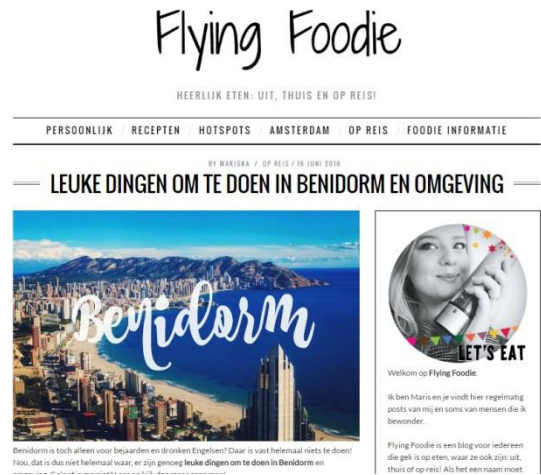 Flying Foodie
HEERLIJK ETEN: UIT, THUIS EN OP REIS!
PERSOONLIJK / RECEPTEN / HOTSPOTS / AMSTERDAM / OP REIS / FOODIE INFORMATIE
BY MARISKA / OP REIS / 16 JUNI 2016
LEUKE DINGEN OM TE DOEN IN BENIDORM EN OMGEVING
Benidorm
Benidorm is toch alleen voor bejaarden en dronken Engelsen? Daar is vast helemaal niets te doen!
Nou, dat is dus niet helemaal waar, er zijn genoeg leuke dingen om te doen in Benidorm en
LET'S EAT
Welkom op Flying Foodie.
Ik ben Maris en je vindt hier regelmatig
posts van mij en soms van mensen die ik
bewonder.
Flying Foodie is een blog voor iedereen
die gek is op eten, waar ze ook zijn: uit,
thuis of op reis! Als het een naam moet